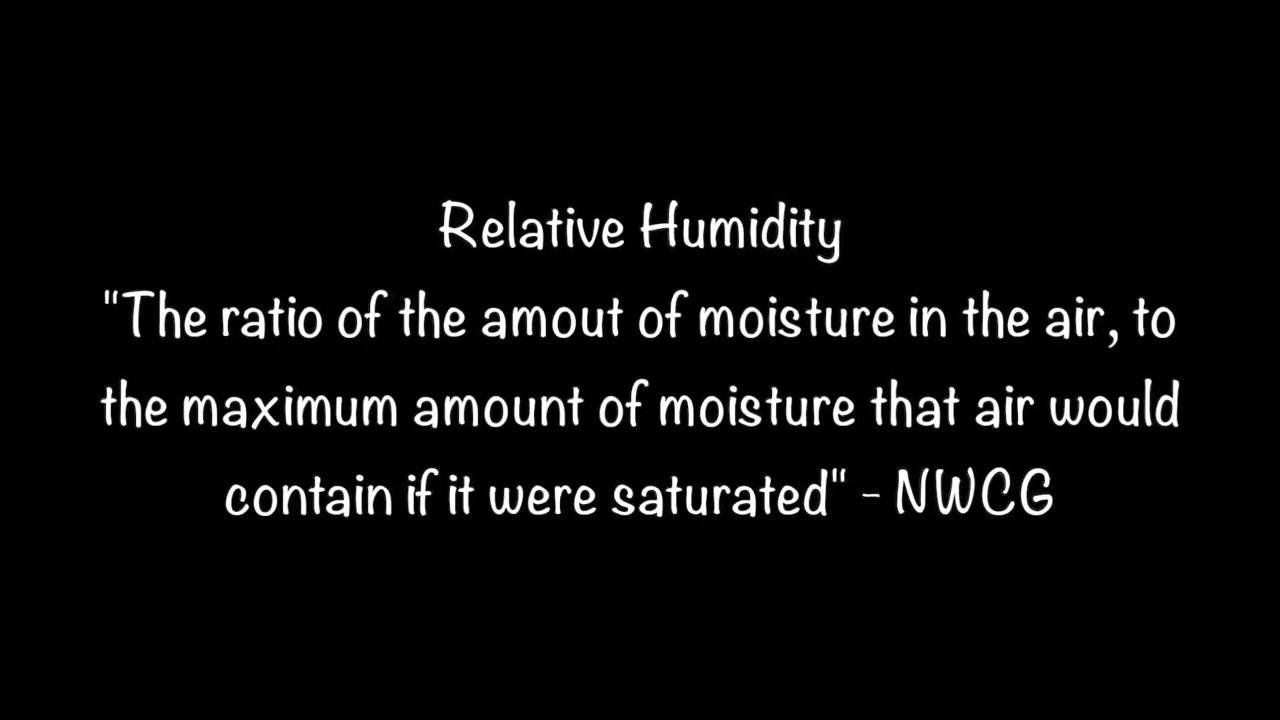 Relative Humidity
"The ratio of the amout of moisture in the air, to
the maximum amount of moisture that air would
contain if it were saturated" - NWCG